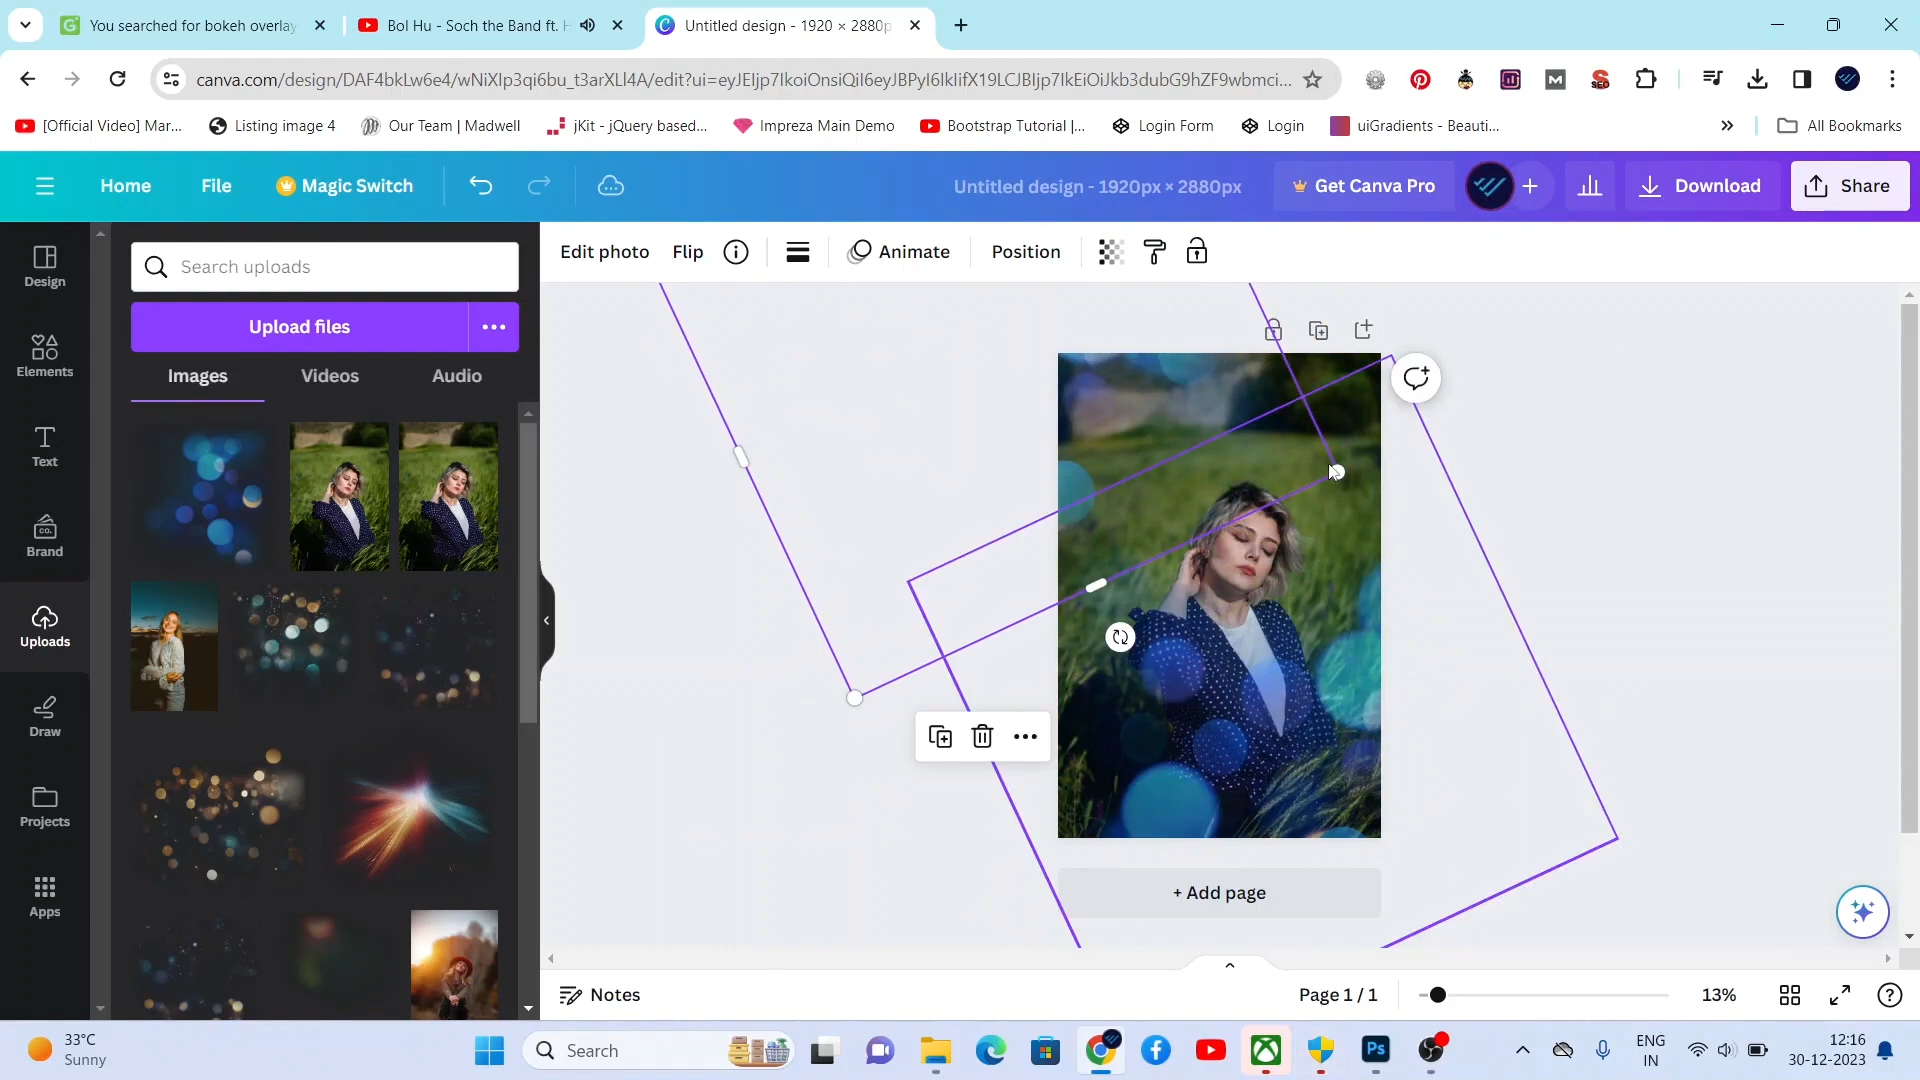 You searched for bokeh overlay
Bol Hu - Soch the Band ft. H
Untitled design - 1920 × 2880p
canva.com/design/DAF4bkLw6e4/wNiXIp3qi6bu_t3arXLl4A/edit?ui=eyJEIjp7IkoiOnsiQiI6eyJBPyI6IklifX19LCJBIjp7IkEiOiJkb3dubG9hZF9wbmci...
[Official Video] Mar...
Listing image 4
Our Team | Madwell
jKit - jQuery based...
Impreza Main Demo
Bootstrap Tutorial |...
Login Form
Login
uiGradients - Beauti...
All Bookmarks
Home
File
Magic Switch
Untitled design - 1920px × 2880px
Get Canva Pro
Download
Share
Design
Elements
Text
Brand
Uploads
Draw
Projects
Apps
Search uploads
Upload files
Images
Videos
Audio
Edit photo
Flip
Animate
Position
+ Add page
Notes
Page 1 / 1
13%
33°C
Sunny
Search
ENG
IN
12:16
30-12-2023